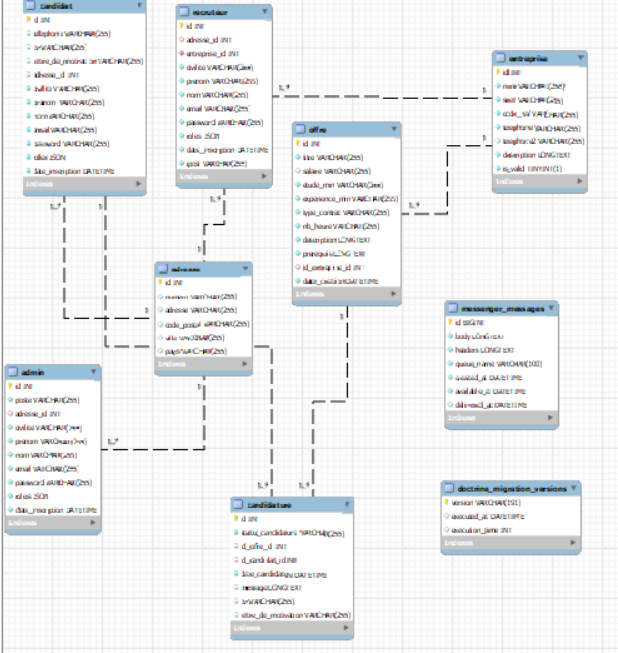 candidat
id INT
telephone VARCHAR(255)
cv VARCHAR(255)
adresse_id INT
civilite VARCHAR(255)
prenom VARCHAR(255)
nom VARCHAR(255)
email VARCHAR(255)
password VARCHAR(255)
roles JSON
date_inscription DATETIME
Indexes
recruteur
id INT
adresse_id INT
entreprise_id INT
civilite VARCHAR(255)
prenom VARCHAR(255)
nom VARCHAR(255)
email VARCHAR(255)
password VARCHAR(255)
roles JSON
date_inscription DATETIME
VARCHAR(255)
Indexes
entreprise
id INT
nom VARCHAR(255)
siret VARCHAR(255)
VARCHAR(255)
telephone VARCHAR(255)
telephone2 VARCHAR(255)
description LONGTEXT
is_valid TINYINT(1)
Indexes
offre
id INT
titre VARCHAR(255)
salaire VARCHAR(255)
etude_min VARCHAR(255)
experience_min VARCHAR(255)
type_contrat VARCHAR(255)
nb_heure VARCHAR(255)
description LONGTEXT
prerequis LONGTEXT
id_entreprise_id INT
date_creation DATETIME
Indexes
adresse
id INT
numero VARCHAR(255)
adresse VARCHAR(255)
code_postal VARCHAR(255)
ville VARCHAR(255)
pays VARCHAR(255)
Indexes
messenger_messages
id BIGINT
body LONGTEXT
headers LONGTEXT
queue_name VARCHAR(190)
created_at DATETIME
available_at DATETIME
delivered_at DATETIME
Indexes
admin
id INT
poste VARCHAR(255)
adresse_id INT
civilite VARCHAR(255)
prenom VARCHAR(255)
nom VARCHAR(255)
email VARCHAR(255)
password VARCHAR(255)
roles JSON
date_inscription DATETIME
Indexes
candidature
id INT
VARCHAR(255)
id_offre_id INT
id_candidat_id INT
date_candidature DATETIME
message LONGTEXT
cv VARCHAR(255)
lettre_de_motivation VARCHAR(255)
Indexes
doctrine_migration_versions
version VARCHAR(191)
executed_at DATETIME
execution_time INT
Indexes
1..*
1
1
1..*
1..*
1
1..*
1
1
1
1
1..*
1..*
1..*